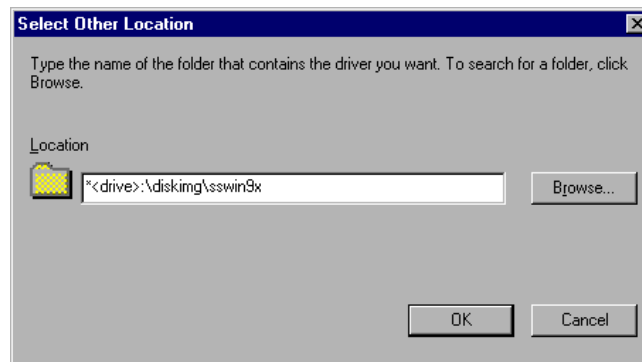 Select Other Location
Type the name of the folder that contains the driver you want. To search for a folder, click
Browse.
Location
*<drive>:\diskimg\sswin9x
Browse...
OK
Cancel